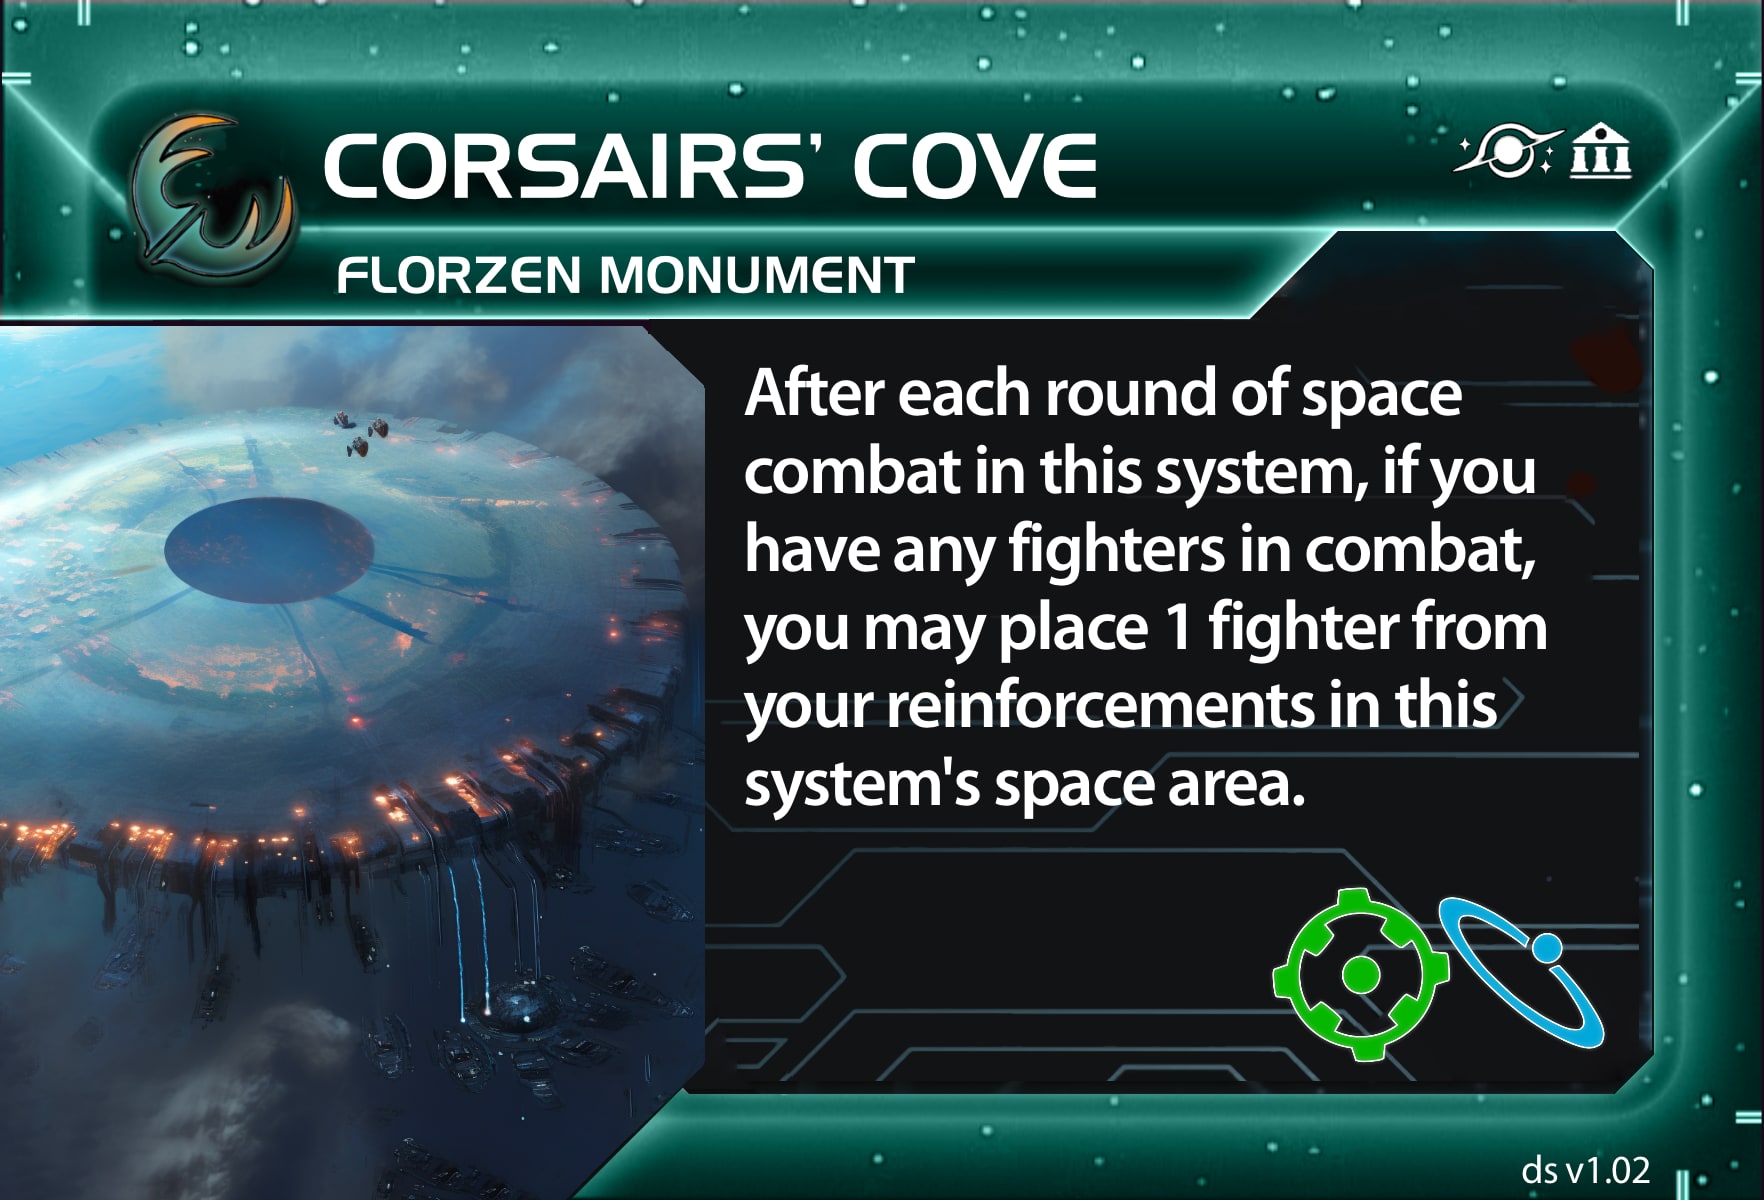 CORSAIRS’ COVE
FLORZEN MONUMENT
After each round of space
combat in this system, if you
have any fighters in combat,
you may place 1 fighter from
your reinforcements in this
system's space area.
ds v1.02